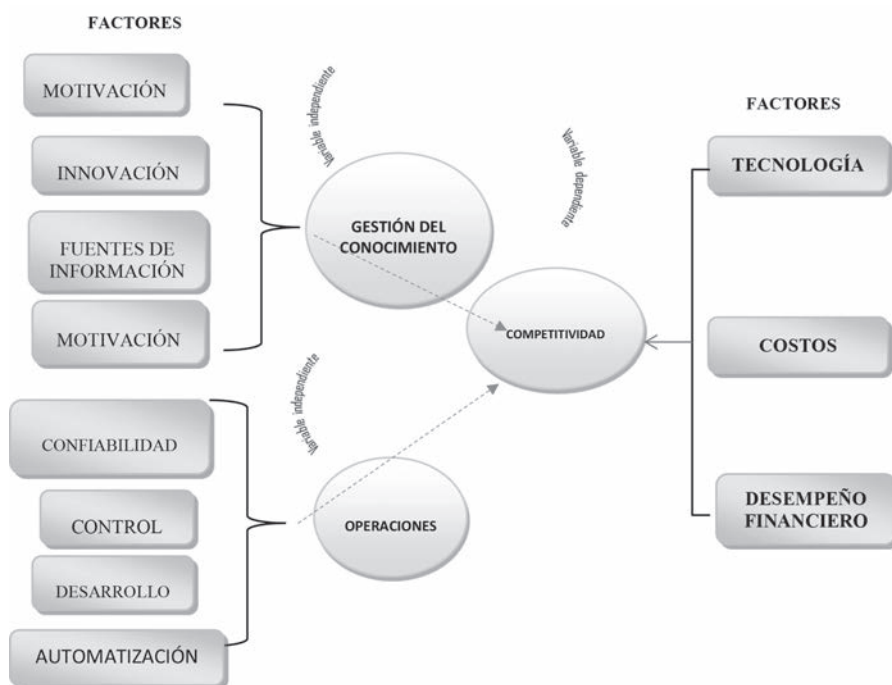 FACTORES
MOTIVACIÓN
INNOVACIÓN
FUENTES DE
INFORMACIÓN
MOTIVACIÓN
CONFIABILIDAD
CONTROL
DESARROLLO
AUTOMATIZACIÓN
Variable independiente
GESTIÓN DEL
CONOCIMIENTO
Variable independiente
OPERACIONES
Variable dependiente
COMPETITIVIDAD
FACTORES
TECNOLOGÍA
COSTOS
DESEMPEÑO
FINANCIERO